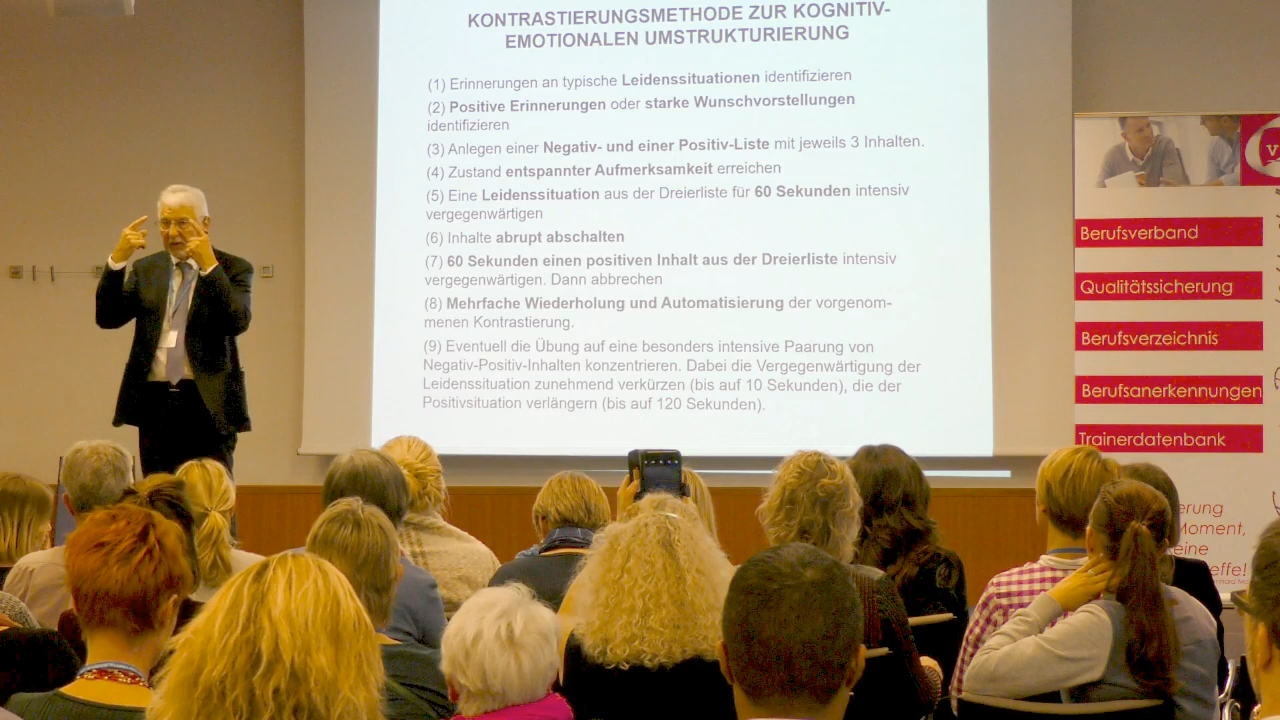 KONTRASTIERUNGSMETHODE ZUR KOGNITIV-
EMOTIONALEN UMSTRUKTURIERUNG
(1) Erinnerungen an typische Leidenssituationen identifizieren
(2) Positive Erinnerungen oder starke Wunschvorstellungen
identifizieren
(3) Anlegen einer Negativ- und einer Positiv-Liste mit jeweils 3 Inhalten.
(4) Zustand entspannter Aufmerksamkeit erreichen
(5) Eine Leidenssituation aus der Dreierliste für 60 Sekunden intensiv
vergegenwärtigen
(6) Inhalte abrupt abschalten
(7) 60 Sekunden einen positiven Inhalt aus der Dreierliste intensiv
vergegenwärtigen. Dann abbrechen
(8) Mehrfache Wiederholung und Automatisierung der vorgenom-
menen Kontrastierung.
(9) Eventuell die Übung auf eine besonders intensive Paarung von
Negativ-Positiv-Inhalten konzentrieren. Dabei die Vergegenwärtigung der
Leidenssituation zunehmend verkürzen (bis auf 10 Sekunden), die der
Positivsituation verlängern (bis auf 120 Sekunden).
Berufsverband
Qualitätssicherung
Berufsverzeichnis
Berufsanerkennungen
Trainerdatenbank
erung
Moment,
eine
effe!